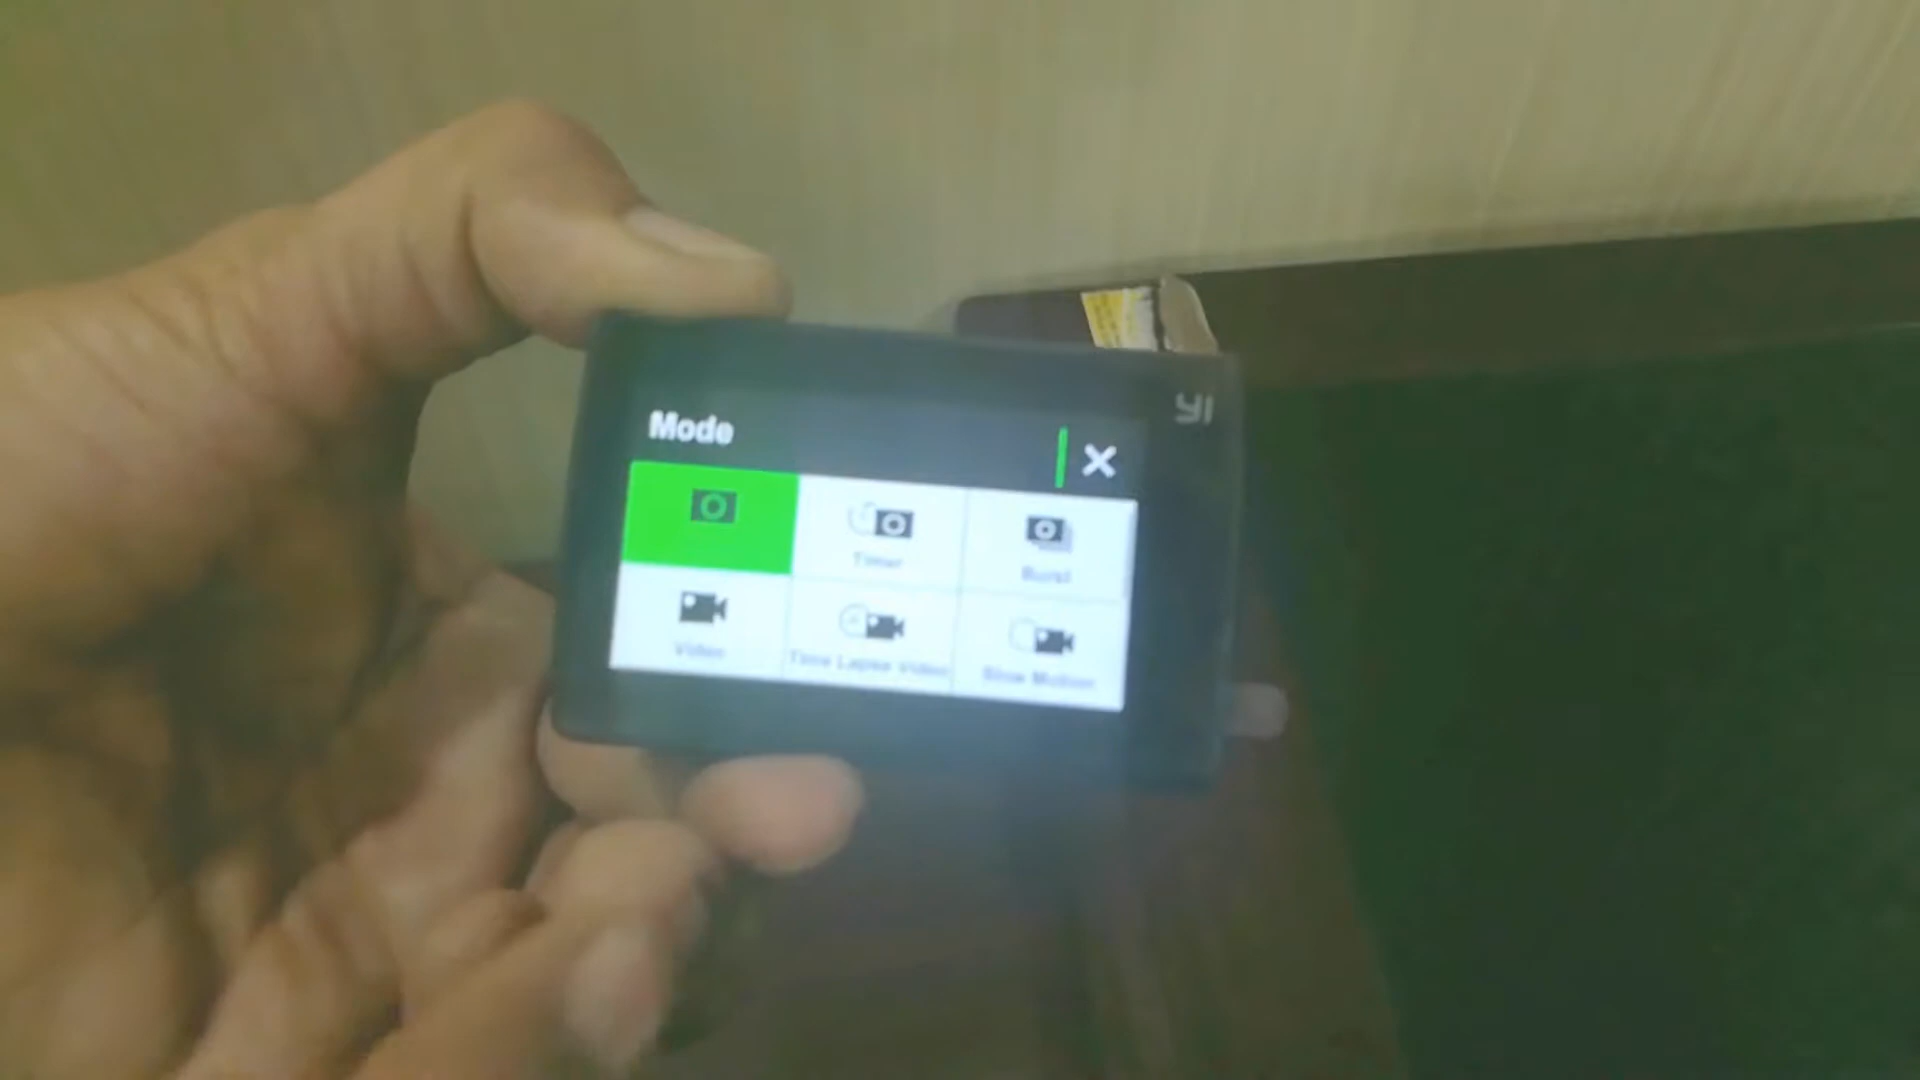 YI
Mode
Timer
Burst
Video
Time Lapse Video
Slow Motion